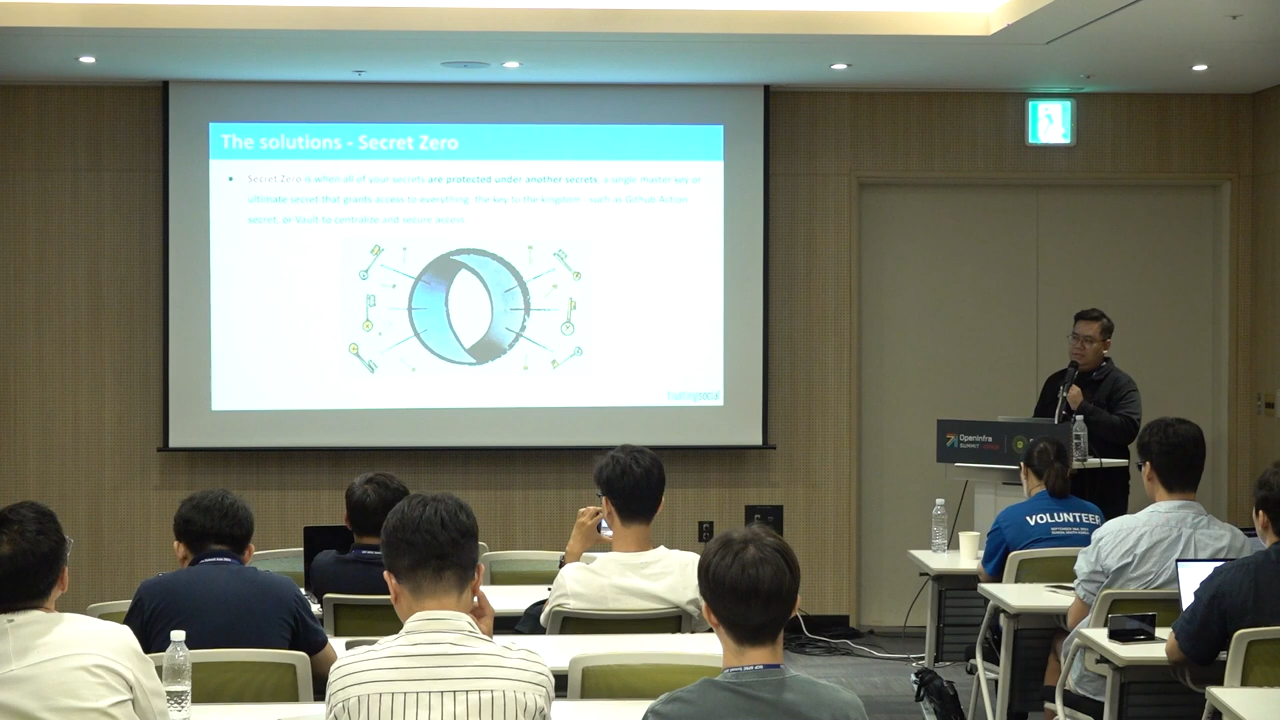 The solutions - Secret Zero
• Secret Zero is when all of your secrets are protected under another secrets, a single master key or
ultimate secret that grants access to everything, the key to the kingdom - such as Github Action
secret, or Vault to centralize and secure access
OpenInfra
SUMMIT
VOLUNTEER